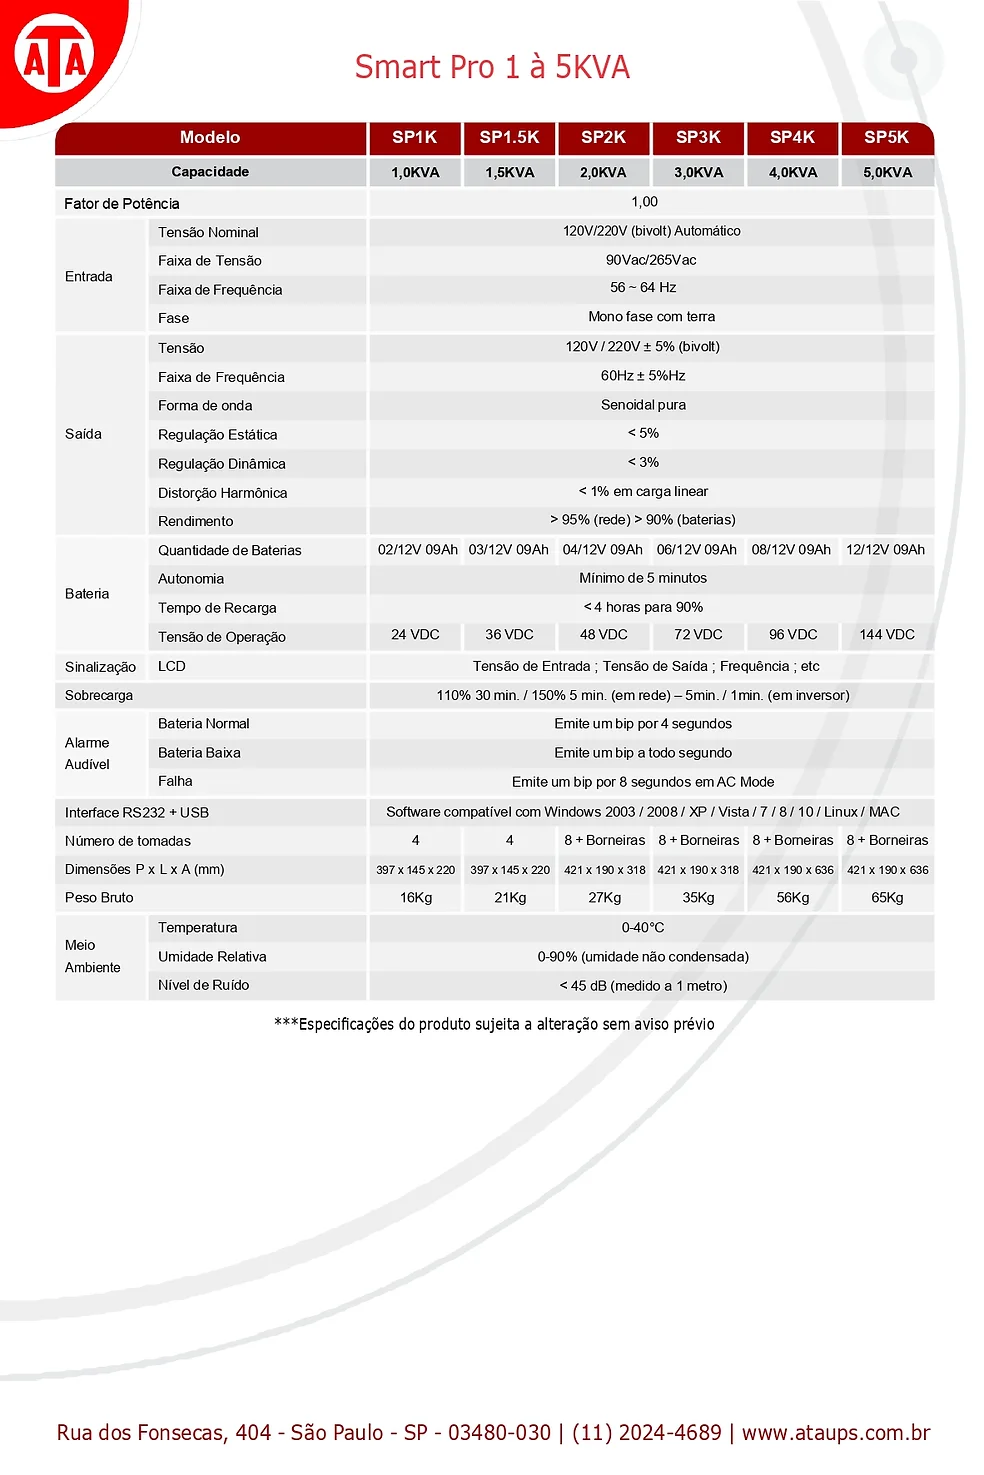 ATA
Smart Pro 1 à 5KVA
Modelo SP1K SP1.5K SP2K SP3K SP4K SP5K
Capacidade 1,0KVA 1,5KVA 2,0KVA 3,0KVA 4,0KVA 5,0KVA
Fator de Potência 1,00
Entrada
Tensão Nominal 120V/220V (bivolt) Automático
Faixa de Tensão 90Vac/265Vac
Faixa de Frequência 56 ~ 64 Hz
Fase Mono fase com terra
Saída
Tensão 120V / 220V ± 5% (bivolt)
Faixa de Frequência 60Hz ± 5%Hz
Forma de onda Senoidal pura
Regulação Estática < 5%
Regulação Dinâmica < 3%
Distorção Harmônica < 1% em carga linear
Rendimento > 95% (rede) > 90% (baterias)
Bateria
Quantidade de Baterias 02/12V 09Ah 03/12V 09Ah 04/12V 09Ah 06/12V 09Ah 08/12V 09Ah 12/12V 09Ah
Autonomia Mínimo de 5 minutos
Tempo de Recarga < 4 horas para 90%
Tensão de Operação 24 VDC 36 VDC 48 VDC 72 VDC 96 VDC 144 VDC
Sinalização LCD Tensão de Entrada ; Tensão de Saída ; Frequência ; etc
Sobrecarga 110% 30 min. / 150% 5 min. (em rede) – 5min. / 1min. (em inversor)
Alarme
Audível
Bateria Normal Emite um bip por 4 segundos
Bateria Baixa Emite um bip a todo segundo
Falha Emite um bip por 8 segundos em AC Mode
Interface RS232 + USB Software compatível com Windows 2003 / 2008 / XP / Vista / 7 / 8 / 10 / Linux / MAC
Número de tomadas 4 4 8 + Borneiras 8 + Borneiras 8 + Borneiras 8 + Borneiras
Dimensões P x L x A (mm) 397 x 145 x 220 397 x 145 x 220 421 x 190 x 318 421 x 190 x 318 421 x 190 x 636 421 x 190 x 636
Peso Bruto 16Kg 21Kg 27Kg 35Kg 56Kg 65Kg
Meio
Ambiente
Temperatura 0-40°C
Umidade Relativa 0-90% (umidade não condensada)
Nível de Ruído < 45 dB (medido a 1 metro)
***Especificações do produto sujeita a alteração sem aviso prévio
Rua dos Fonsecas, 404 - São Paulo - SP - 03480-030 | (11) 2024-4689 | www.ataups.com.br